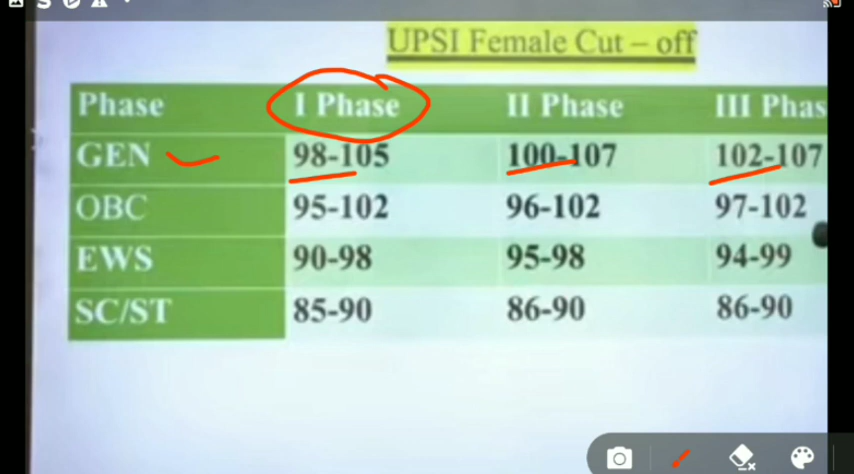 UPSI Female Cut – off
Phase I Phase II Phase III Phas
GEN 98-105 100-107 102-107
OBC 95-102 96-102 97-102
EWS 90-98 95-98 94-99
SC/ST 85-90 86-90 86-90